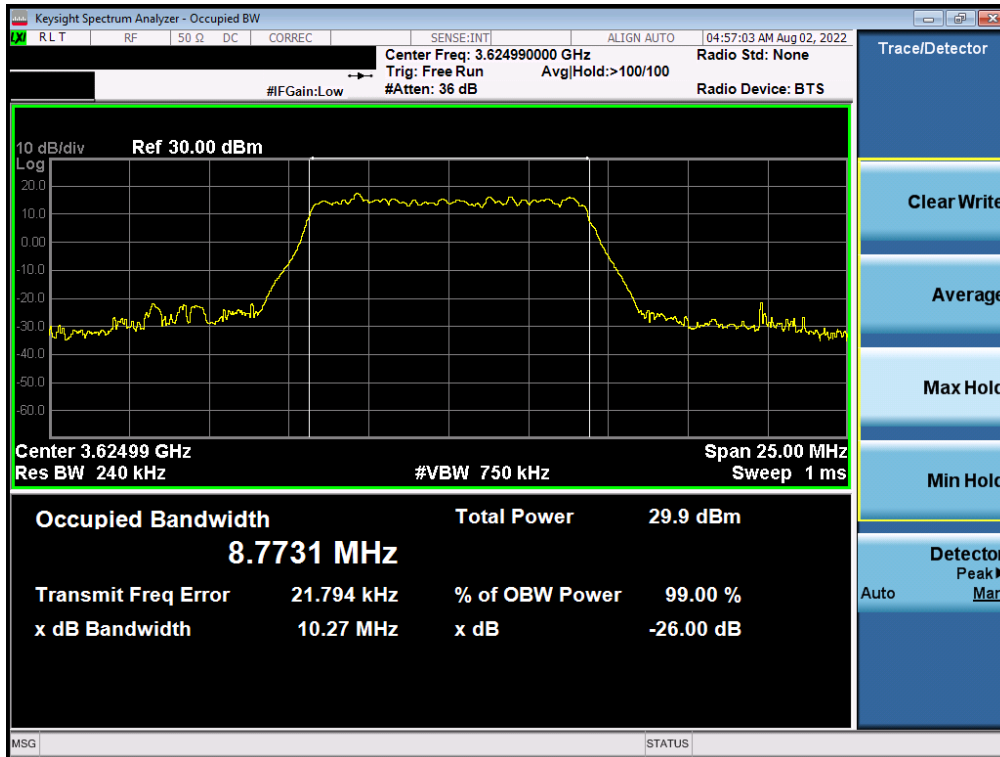 Keysight Spectrum Analyzer - Occupied BW
LXI RLT RF 50 Ω DC CORREC SENSE:INT ALIGN AUTO 04:57:03 AM Aug 02, 2022
Center Freq: 3.624990000 GHz Radio Std: None
Trig: Free Run Avg|Hold:>100/100
#IFGain:Low #Atten: 36 dB Radio Device: BTS
10 dB/div Ref 30.00 dBm
Log
20.0
10.0
0.00
-10.0
-20.0
-30.0
-40.0
-50.0
-60.0
Center 3.62499 GHz Span 25.00 MHz
Res BW 240 kHz #VBW 750 kHz Sweep 1 ms
Occupied Bandwidth Total Power 29.9 dBm
8.7731 MHz
Transmit Freq Error 21.794 kHz % of OBW Power 99.00 %
x dB Bandwidth 10.27 MHz x dB -26.00 dB
MSG STATUS
Trace/Detector
Clear Write
Average
Max Hold
Min Hold
Detector
Peak▶
Auto Man